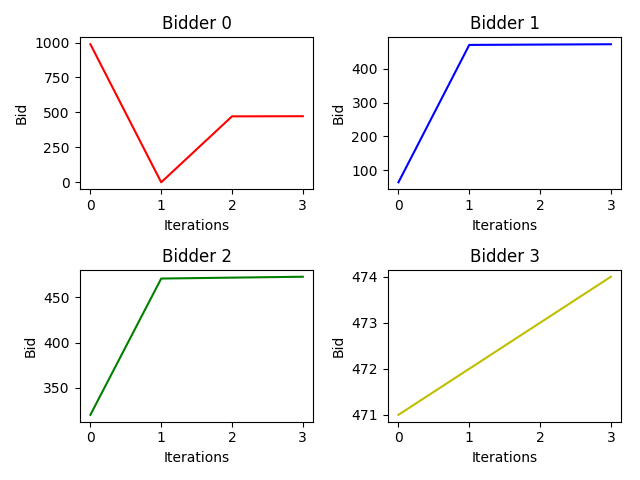 Bidder 0
1000
750
500
250
0
Bid
0 1 2 3
Iterations
Bidder 1
400
300
200
100
Bid
0 1 2 3
Iterations
Bidder 2
450
400
350
Bid
0 1 2 3
Iterations
Bidder 3
474
473
472
471
Bid
0 1 2 3
Iterations